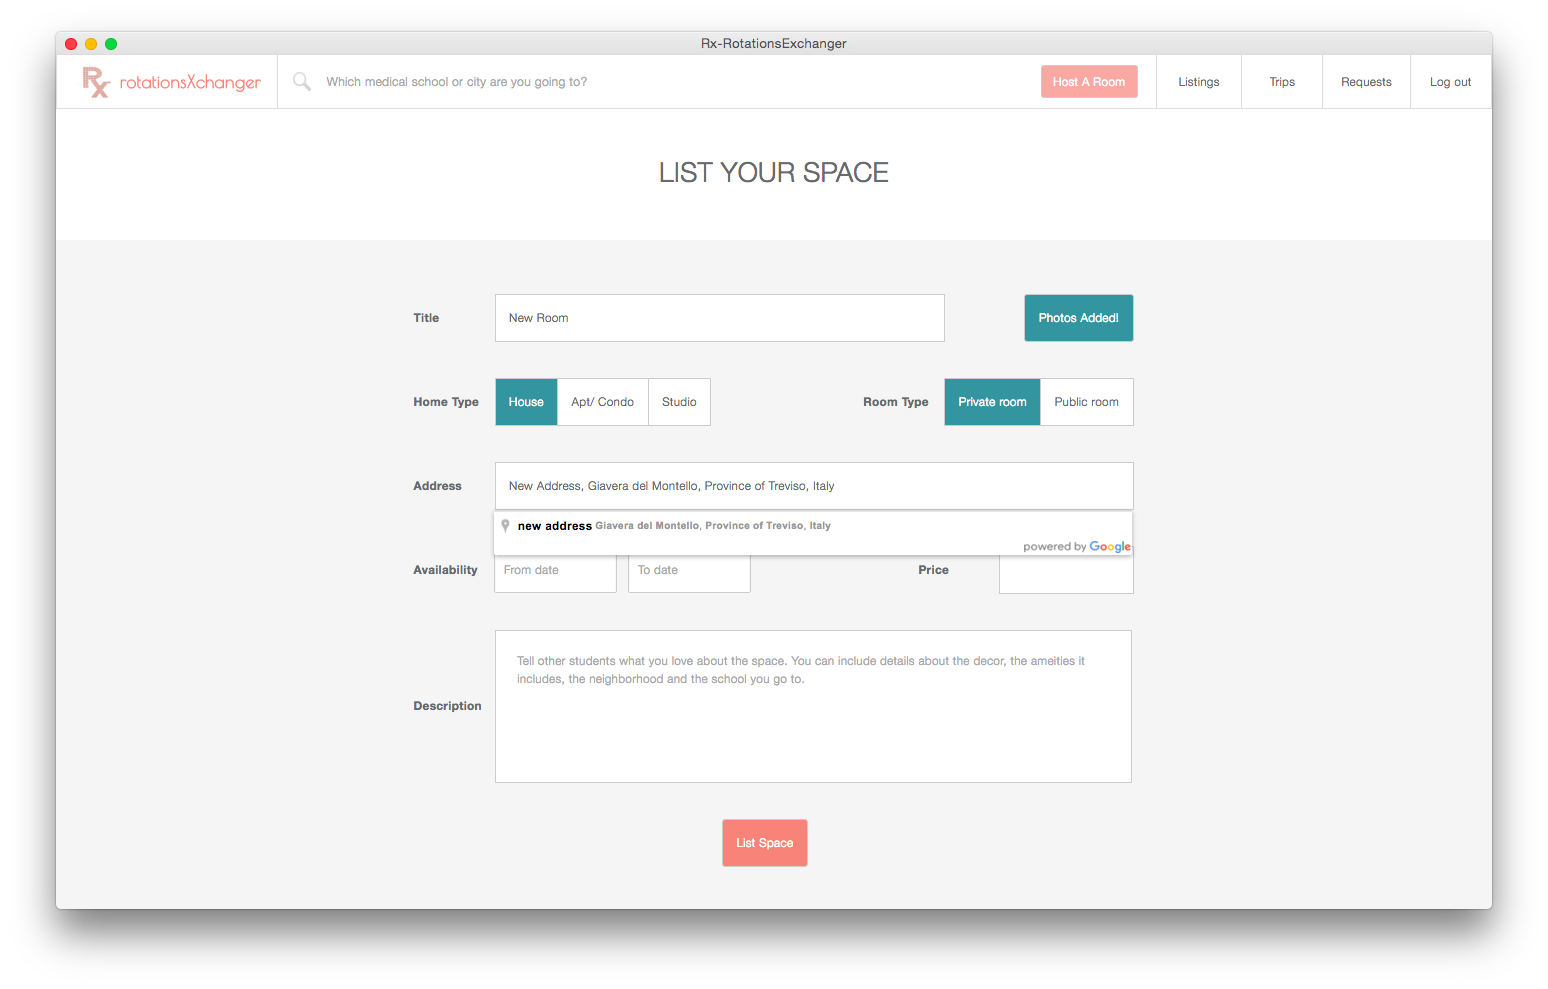 Rx-RotationsExchanger
Rx rotationsXchanger
Which medical school or city are you going to?
Host A Room
Listings
Trips
Requests
Log out
LIST YOUR SPACE
Title
New Room
Photos Added!
Home Type
House
Apt/ Condo
Studio
Room Type
Private room
Public room
Address
New Address, Giavera del Montello, Province of Treviso, Italy
new address Giavera del Montello, Province of Treviso, Italy
powered by Google
Availability
From date
To date
Price
Tell other students what you love about the space. You can include details about the decor, the ameities it
includes, the neighborhood and the school you go to.
Description
List Space